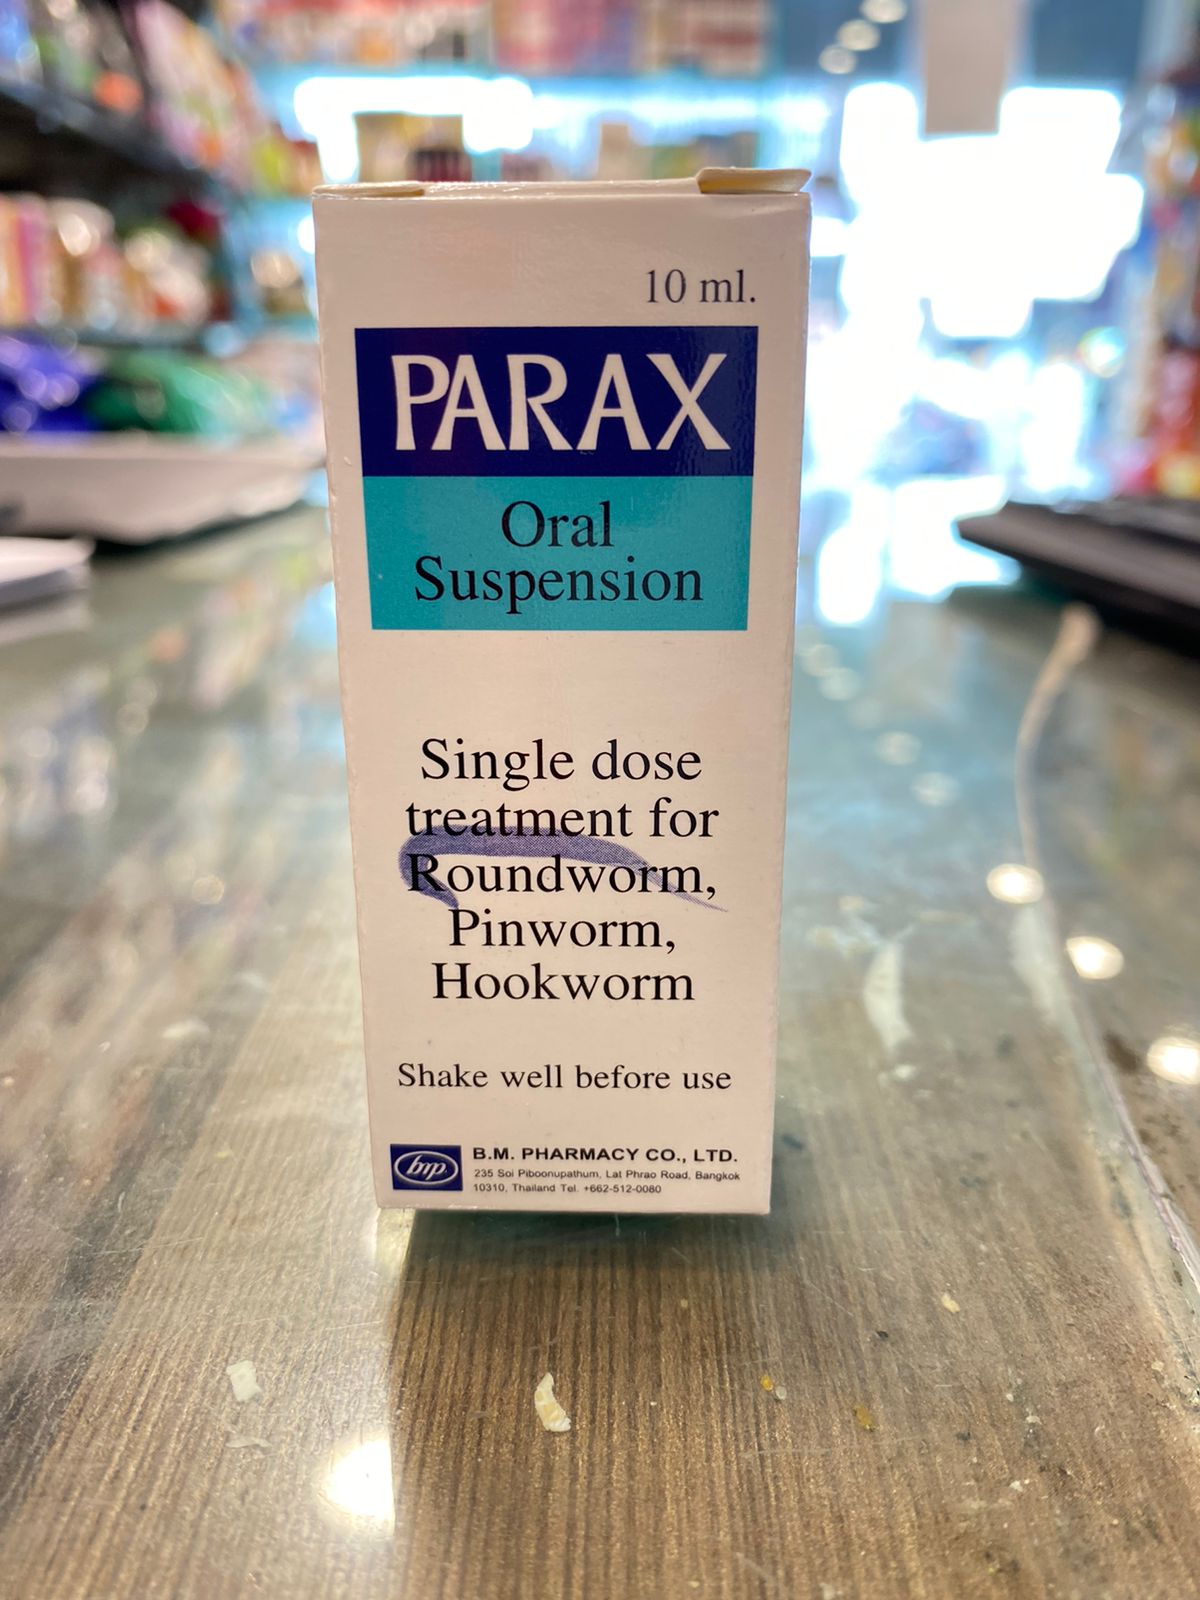 10 ml.
PARAX
Oral
Suspension
Single dose
treatment for
Roundworm,
Pinworm,
Hookworm
Shake well before use
bmp
B.M. PHARMACY CO., LTD.
235 Soi Piboonupathum, Lat Phrao Road, Bangkok
10310, Thailand Tel. +662-512-0080